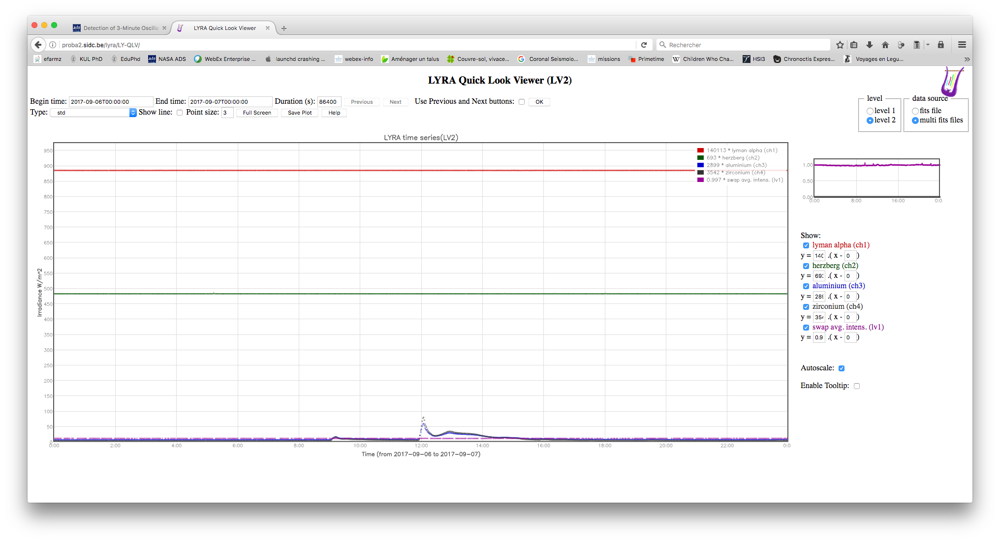 Detection of 3-Minute Oscilla
LYRA Quick Look Viewer
proba2.sidc.be/lyra/LY-QLV/
Rechercher
efarmz KUL PhD EduPhd NASA ADS WebEx Enterprise ... launchd crashing ... webex-info Aménager un talus Couvre-sol, vivace... Coronal Seismolo... missions Primetime Children Who Cha... HSI3 Chronoctis Expres... Voyages en Legu... »
LYRA Quick Look Viewer (LV2)
Begin time: 2017-09-06T00:00:00 End time: 2017-09-07T00:00:00 Duration (s): 86400 Previous Next Use Previous and Next buttons: OK
Type: std Show line: Point size: 3 Full Screen Save Plot Help
level
level 1
level 2
data source
fits file
multi fits files
LYRA time series(LV2)
140113 * lyman alpha (ch1)
693 * herzberg (ch2)
2899 * aluminium (ch3)
3542 * zirconium (ch4)
0.997 * swap avg. intens. (lv1)
950
900
850
800
750
700
650
600
550
500
450
400
350
300
250
200
150
100
50
0
Irradiance W/m^2
0:00 2:00 4:00 6:00 8:00 10:00 12:00 14:00 16:00 18:00 20:00 22:00 0:0
Time (from 2017-09-06 to 2017-09-07)
1.00
0.50
0.00
0:00 8:00 16:00 0:0
Show:
lyman alpha (ch1)
y = 140 .( x - 0 )
herzberg (ch2)
y = 693 .( x - 0 )
aluminium (ch3)
y = 289 .( x - 0 )
zirconium (ch4)
y = 354 .( x - 0 )
swap avg. intens. (lv1)
y = 0.9 .( x - 0 )
Autoscale:
Enable Tooltip: